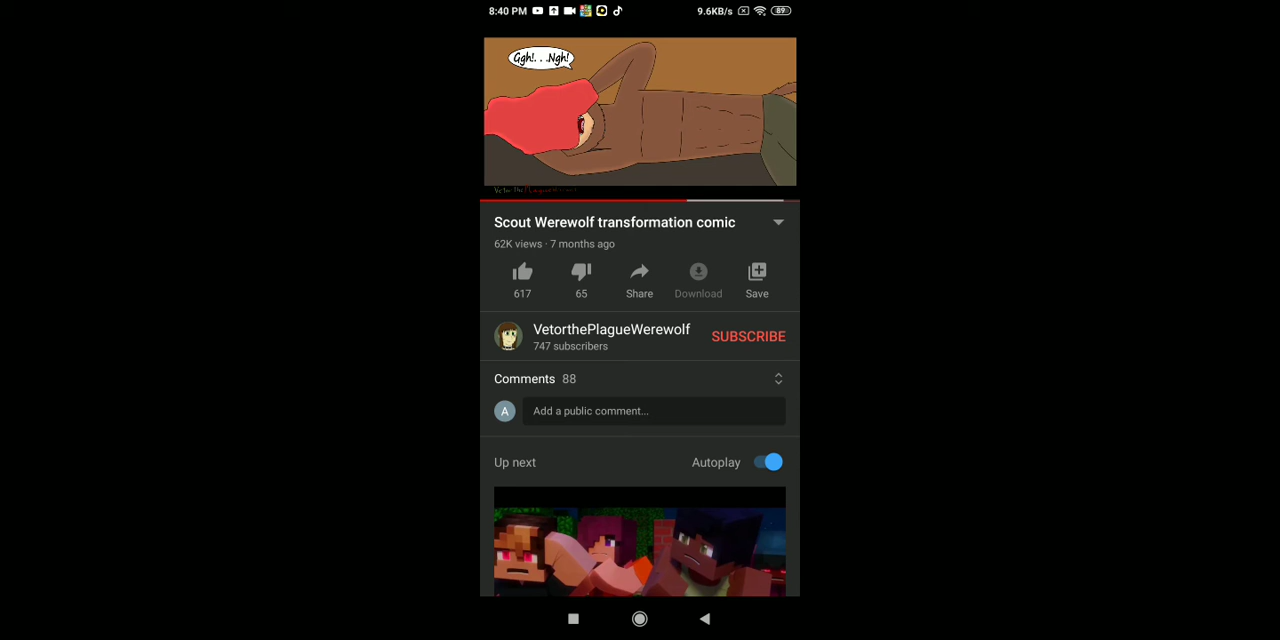 8:40 PM
9.6KB/s
89
Ggh!. . .Ngh!
Scout Werewolf transformation comic
62K views · 7 months ago
617
65
Share
Download
Save
VetorthePlagueWerewolf
747 subscribers
SUBSCRIBE
Comments 88
A
Add a public comment...
Up next
Autoplay